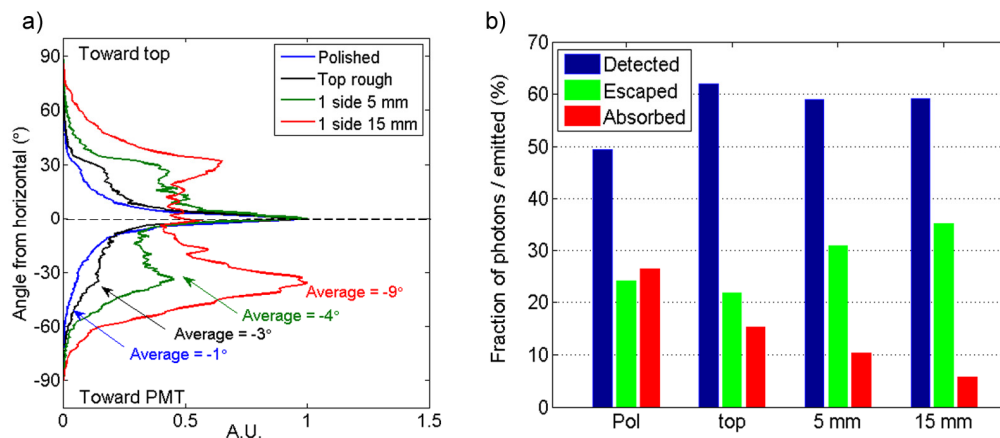 a)
Toward top
Polished
Top rough
1 side 5 mm
1 side 15 mm
Angle from horizontal (°)
90
60
30
0
-30
-60
-90
Average = -9°
Average = -4°
Average = -3°
Average = -1°
Toward PMT
0
0.5
1
1.5
A.U.
b)
Detected
Escaped
Absorbed
Fraction of photons / emitted (%)
70
60
50
40
30
20
10
0
Pol
top
5 mm
15 mm